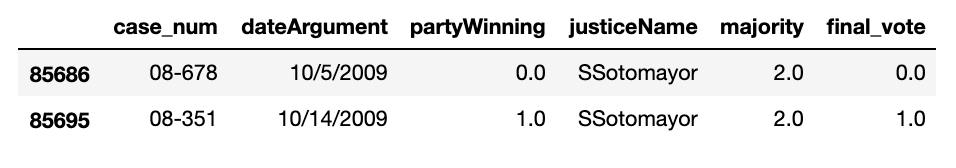 case_num dateArgument partyWinning justiceName majority final_vote
85686 08-678 10/5/2009 0.0 SSotomayor 2.0 0.0
85695 08-351 10/14/2009 1.0 SSotomayor 2.0 1.0